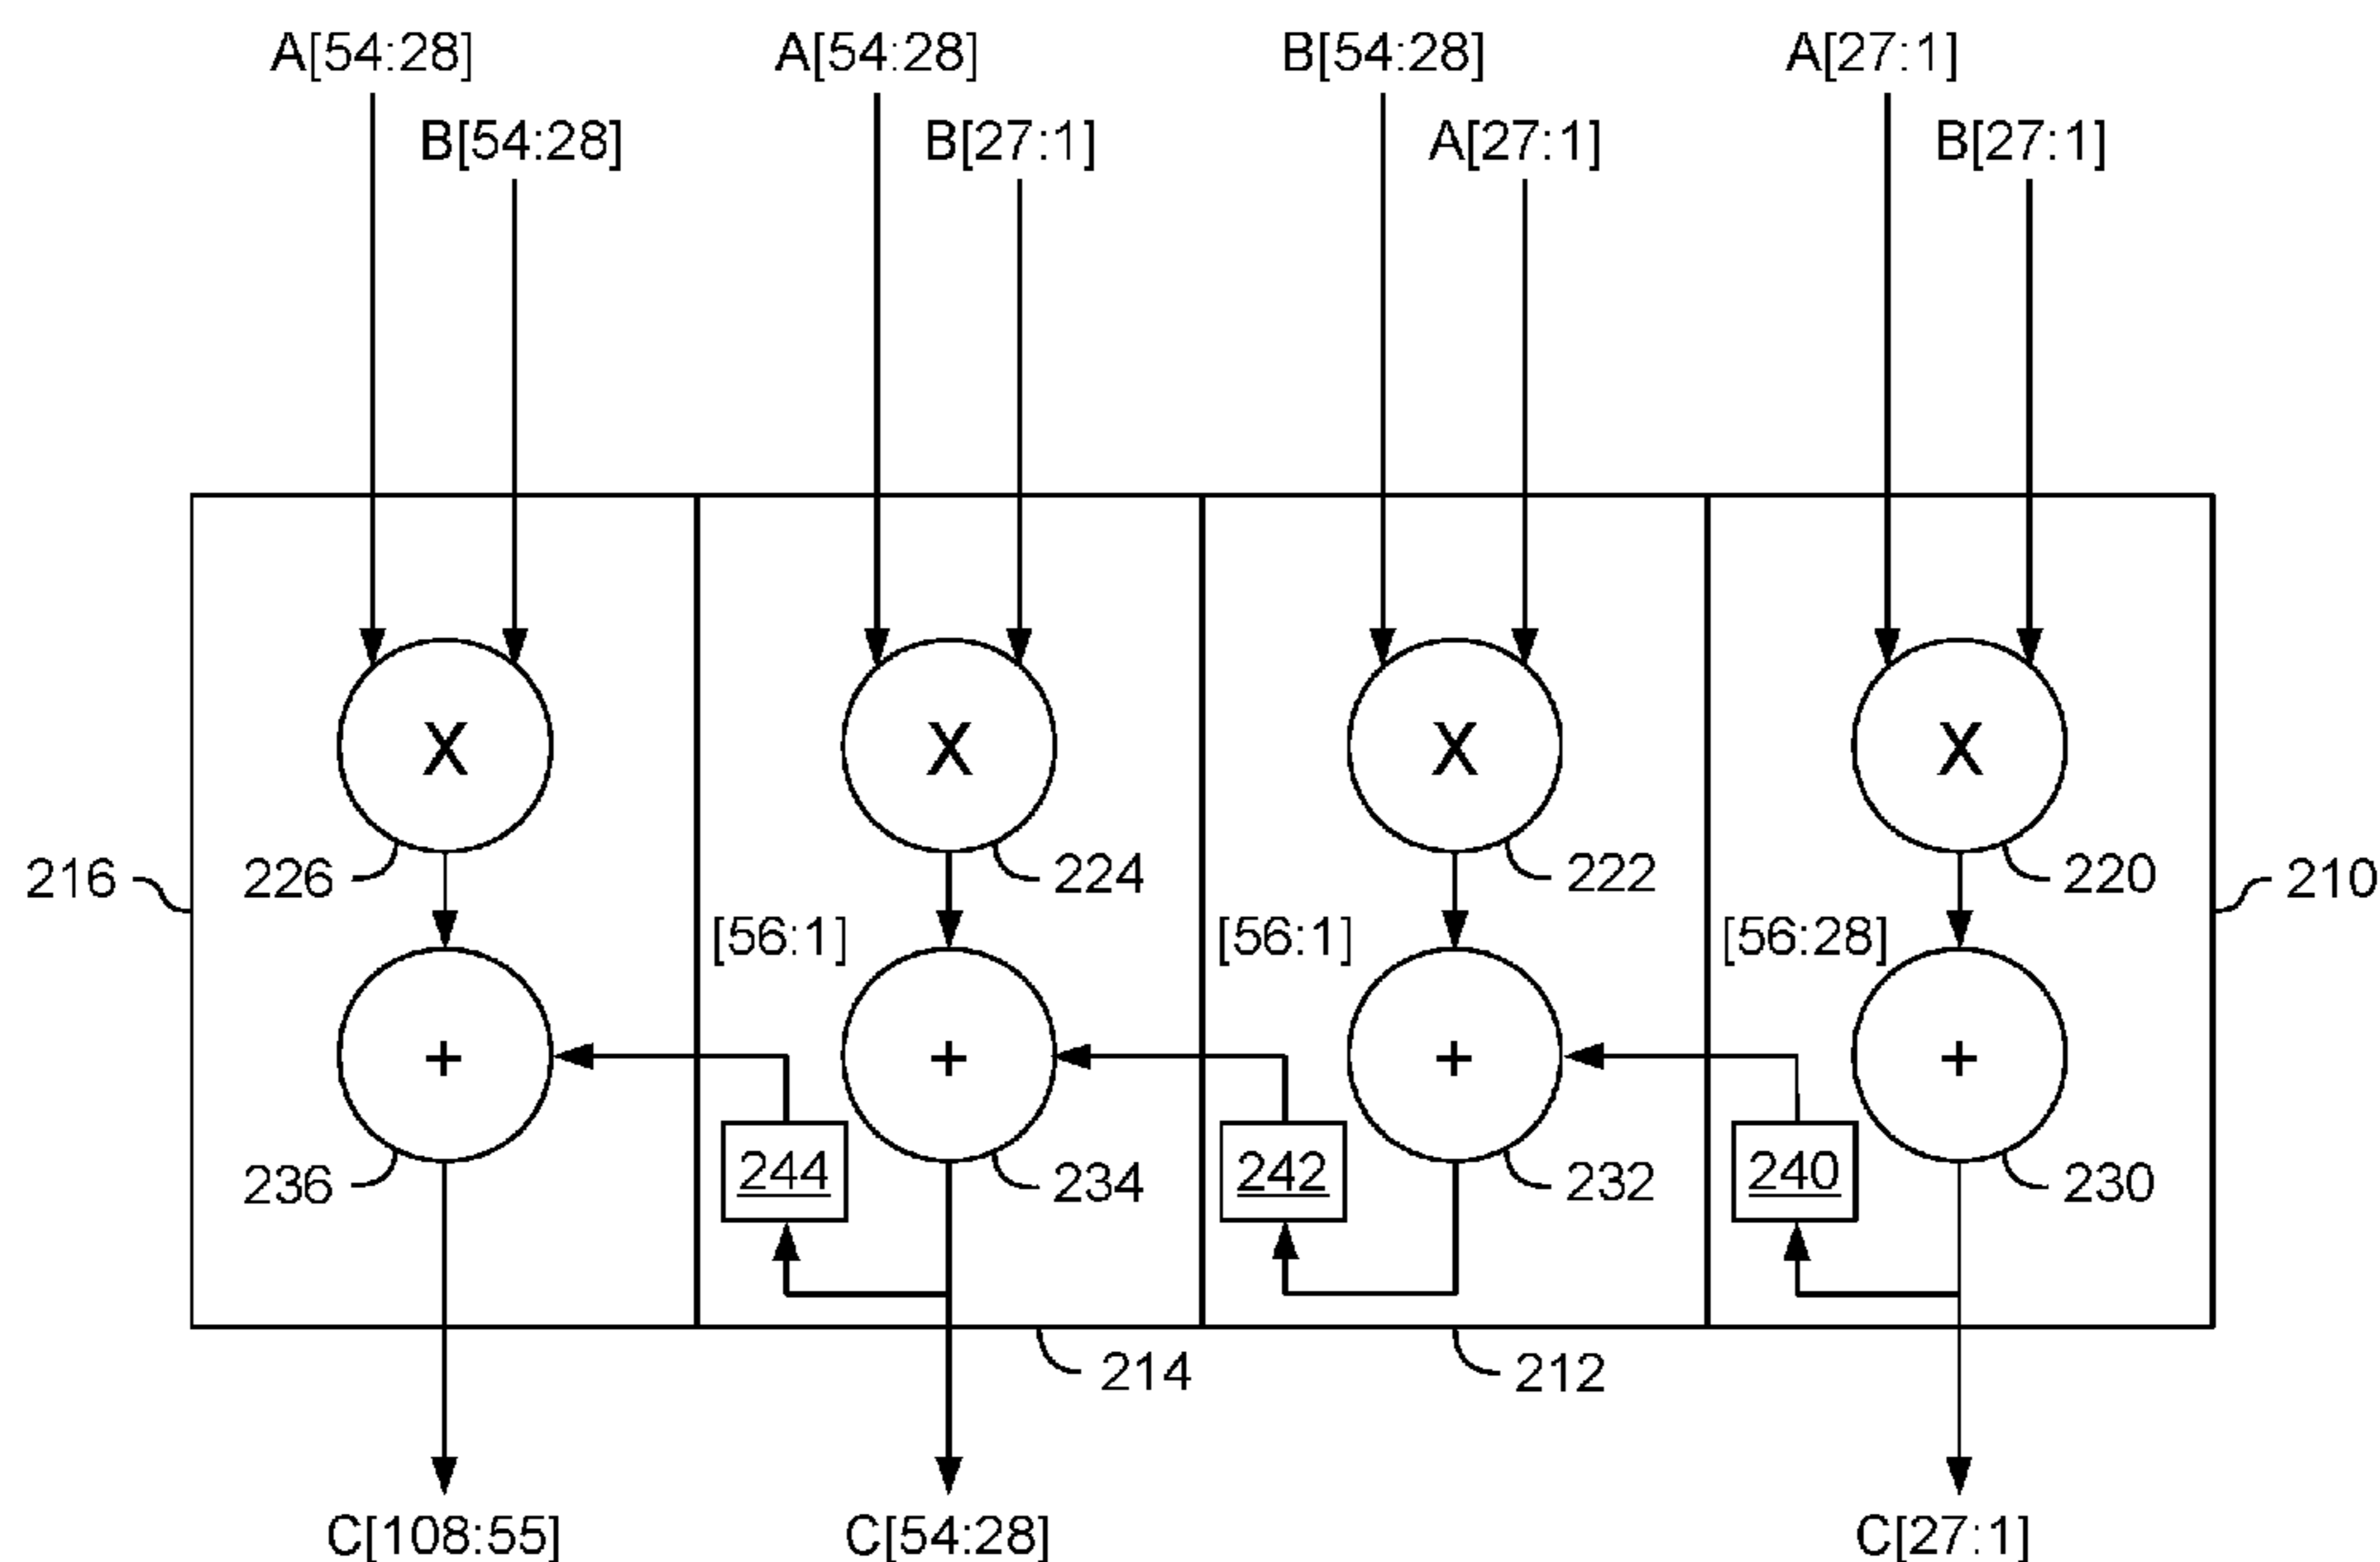 A[54:28] A[54:28] B[54:28] A[27:1]
B[54:28] B[27:1] A[27:1] B[27:1]
X X X X
216 226 224 222 220 210
[56:1] [56:1] [56:28]
+ + + +
236 244 234 242 232 240 230
214 212
C[108:55] C[54:28] C[27:1]